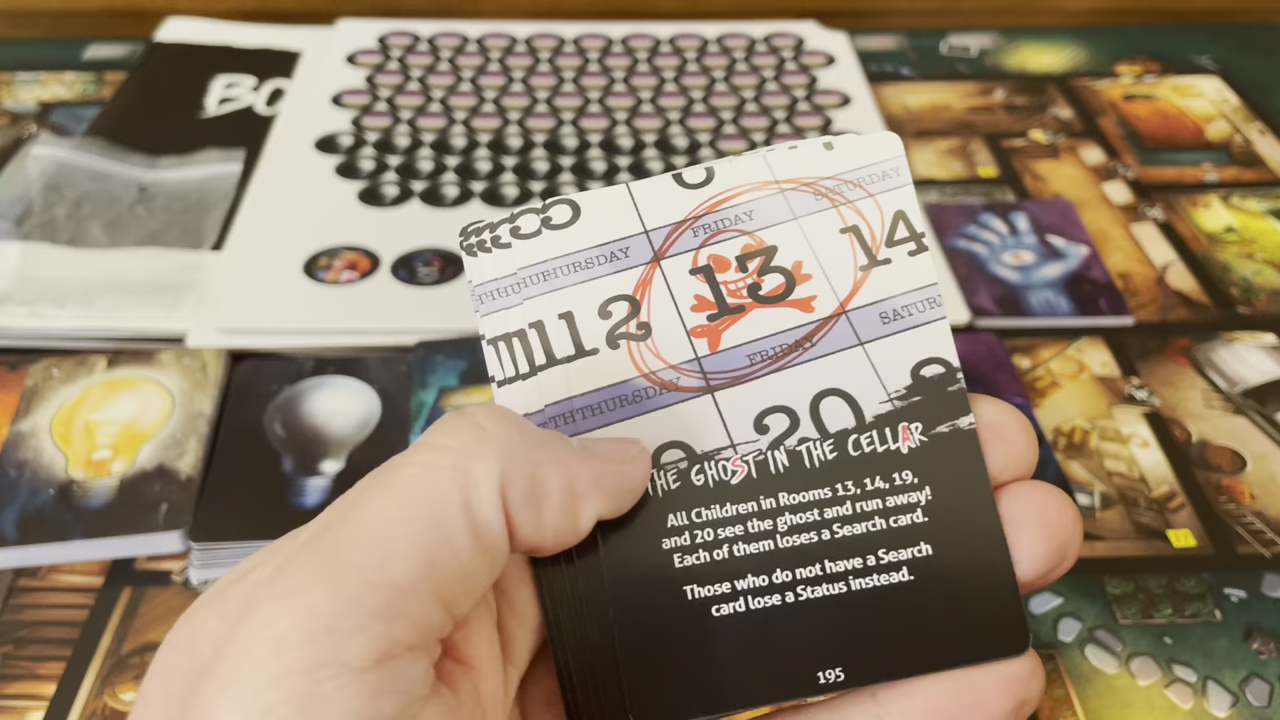 BO
THURSDAY
FRIDAY
SATURDAY
12
13
14
THURSDAY
FRIDAY
SATUR
20
THE GHOST IN THE CELLAR
All Children in Rooms 13, 14, 19,
and 20 see the ghost and run away!
Each of them loses a Search card.
Those who do not have a Search
card lose a Status instead.
195